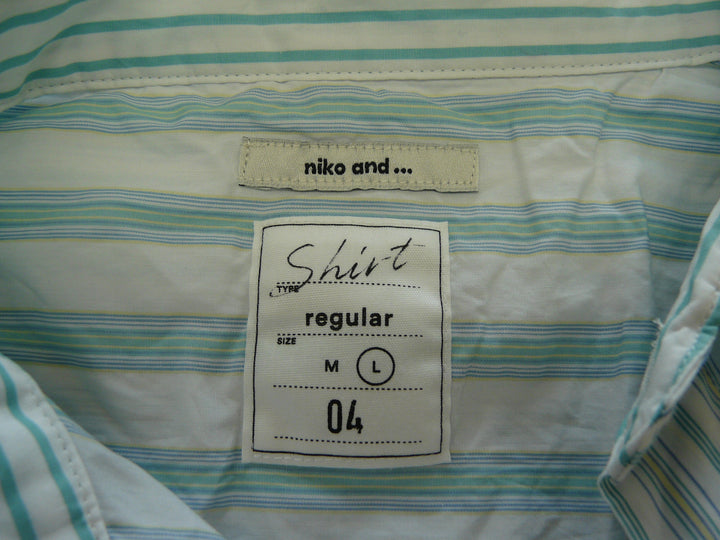 niko and...
Shirt
TYPE
regular
SIZE
M L
04